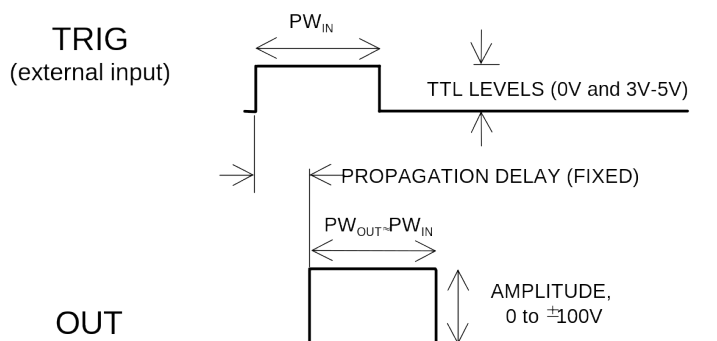 PW_IN
TRIG
(external input)
TTL LEVELS (0V and 3V-5V)
PROPAGATION DELAY (FIXED)
PW_OUT≈PW_IN
AMPLITUDE,
OUT
0 to ±100V